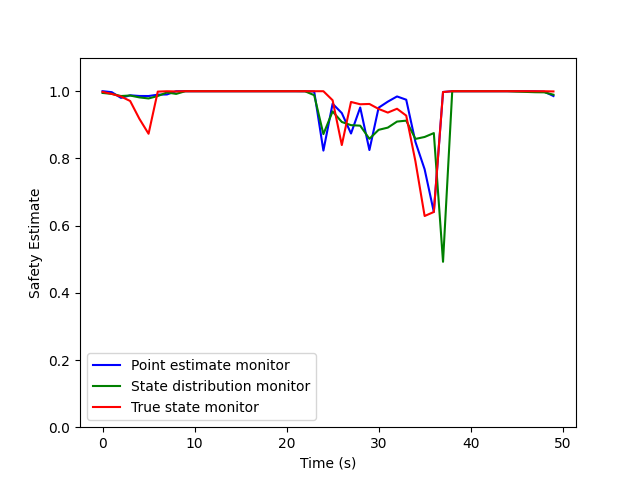 1.0
0.8
0.6
0.4
0.2
0.0
Safety Estimate
Point estimate monitor
State distribution monitor
True state monitor
0 10 20 30 40 50
Time (s)